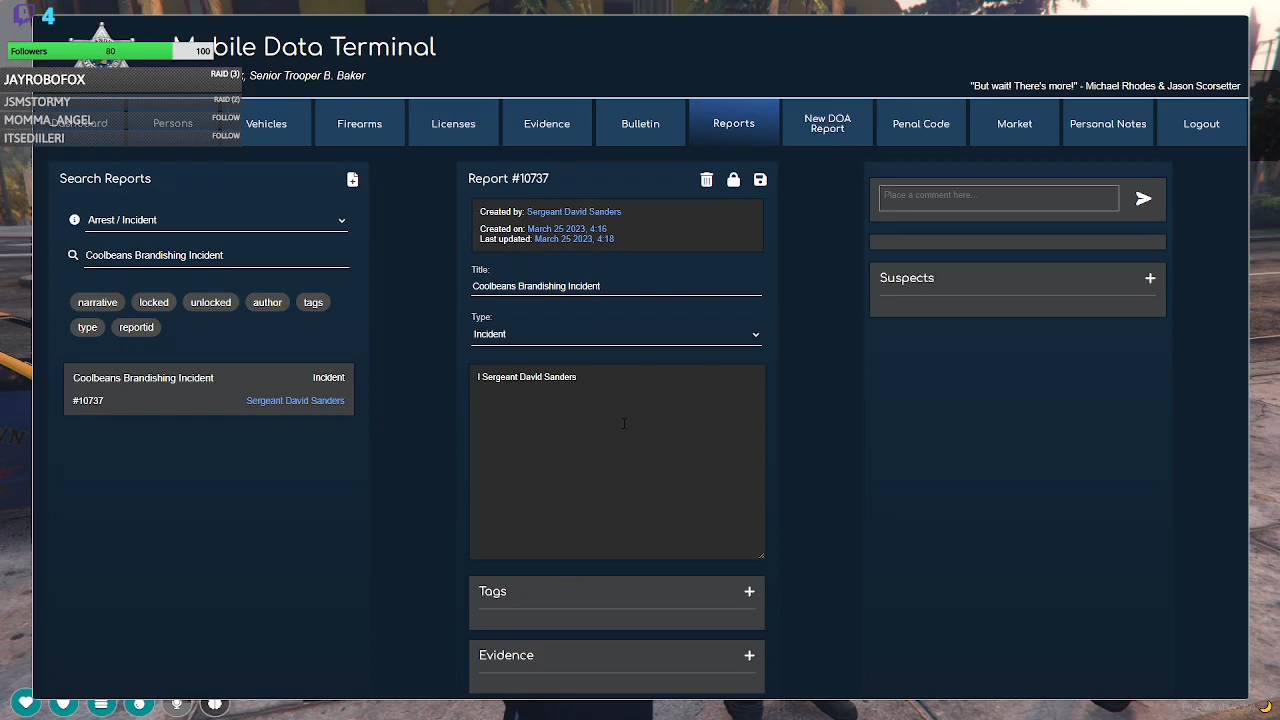 4
Mobile Data Terminal
Followers 80 100
, Senior Trooper B. Baker
JAYROBOFOX RAID (3)
"But wait! There's more!" - Michael Rhodes & Jason Scorsetter
JSMSTORMY RAID (2)
MOMMA_ANGEL FOLLOW
ITSEDIILERI FOLLOW
Dashboard
Persons
Vehicles
Firearms
Licenses
Evidence
Bulletin
Reports
New DOA
Report
Penal Code
Market
Personal Notes
Logout
Search Reports
Arrest / Incident
Coolbeans Brandishing Incident
narrative locked unlocked author tags
type reportid
Coolbeans Brandishing Incident Incident
#10737 Sergeant David Sanders
Report #10737
Created by: Sergeant David Sanders
Created on: March 25 2023, 4:16
Last updated: March 25 2023, 4:18
Title:
Coolbeans Brandishing Incident
Type:
Incident
I Sergeant David Sanders
Tags
Evidence
Place a comment here...
Suspects